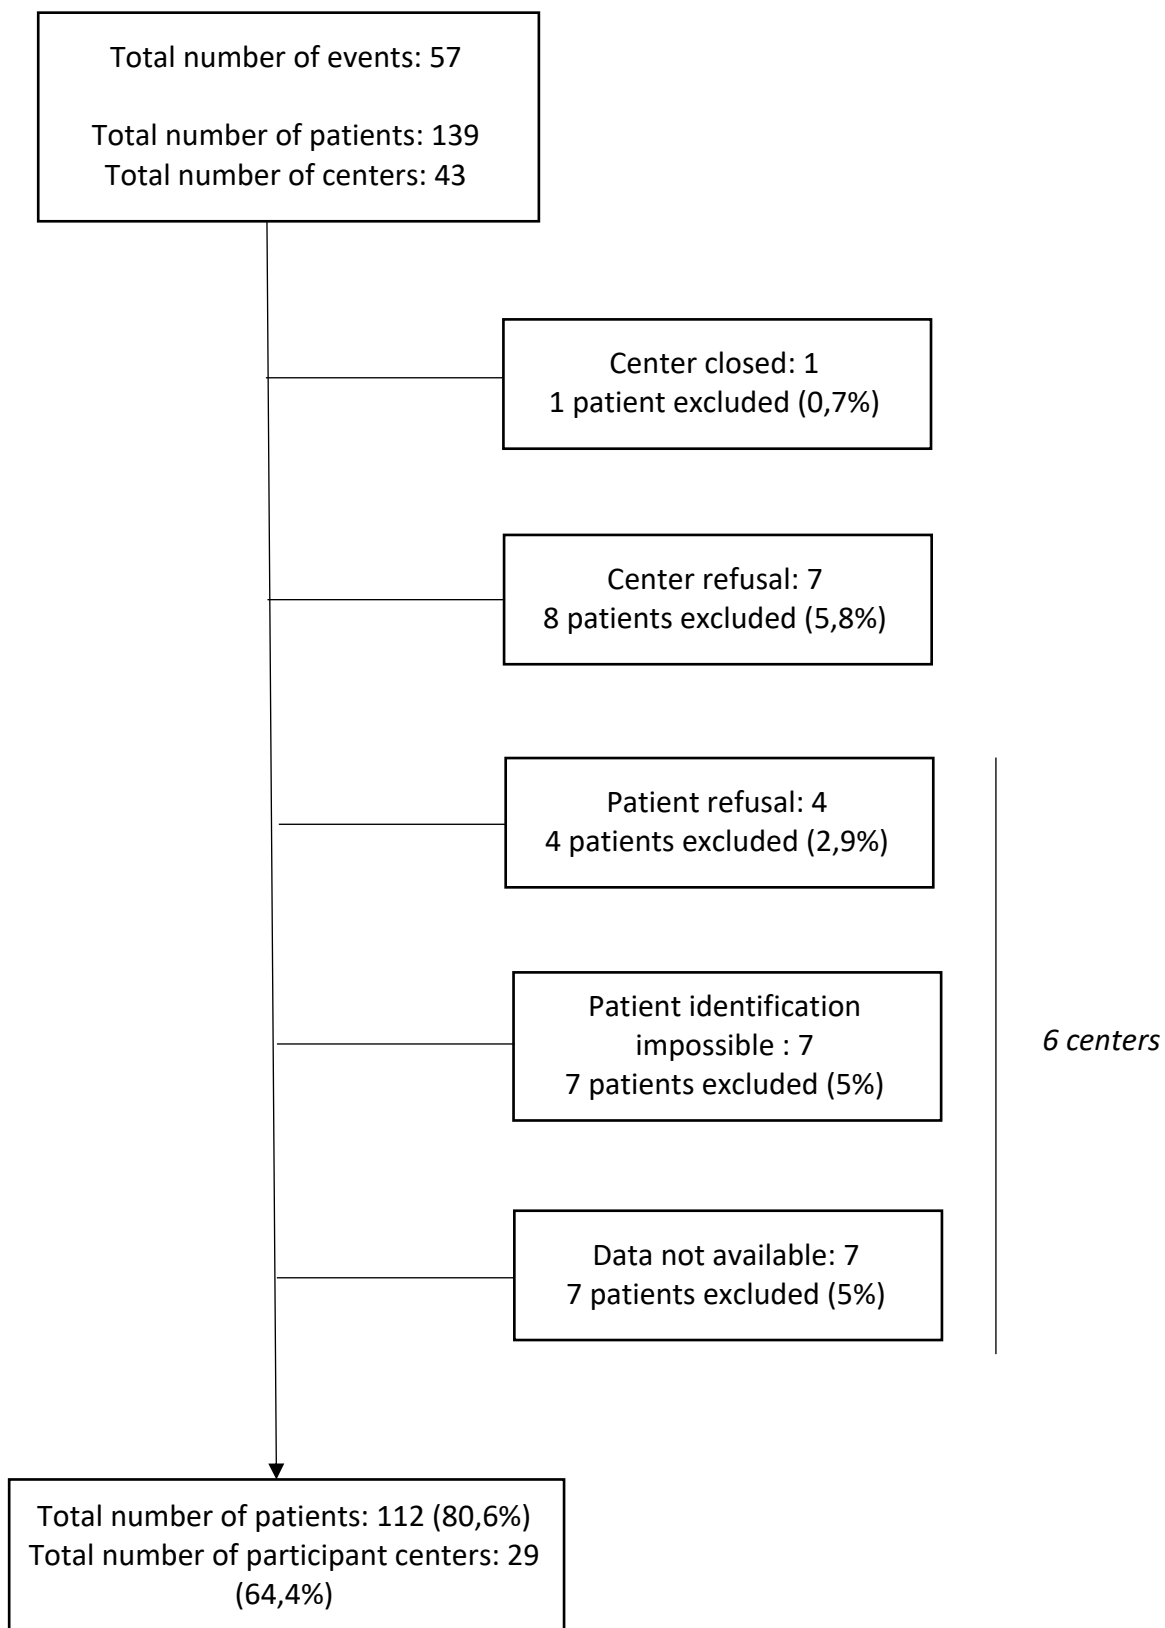 Total number of events: 57
Total number of patients: 139
Total number of centers: 43
Center closed: 1
1 patient excluded (0,7%)
Center refusal: 7
8 patients excluded (5,8%)
Patient refusal: 4
4 patients excluded (2,9%)
Patient identification
impossible : 7
7 patients excluded (5%)
6 centers
Data not available: 7
7 patients excluded (5%)
Total number of patients: 112 (80,6%)
Total number of participant centers: 29
(64,4%)